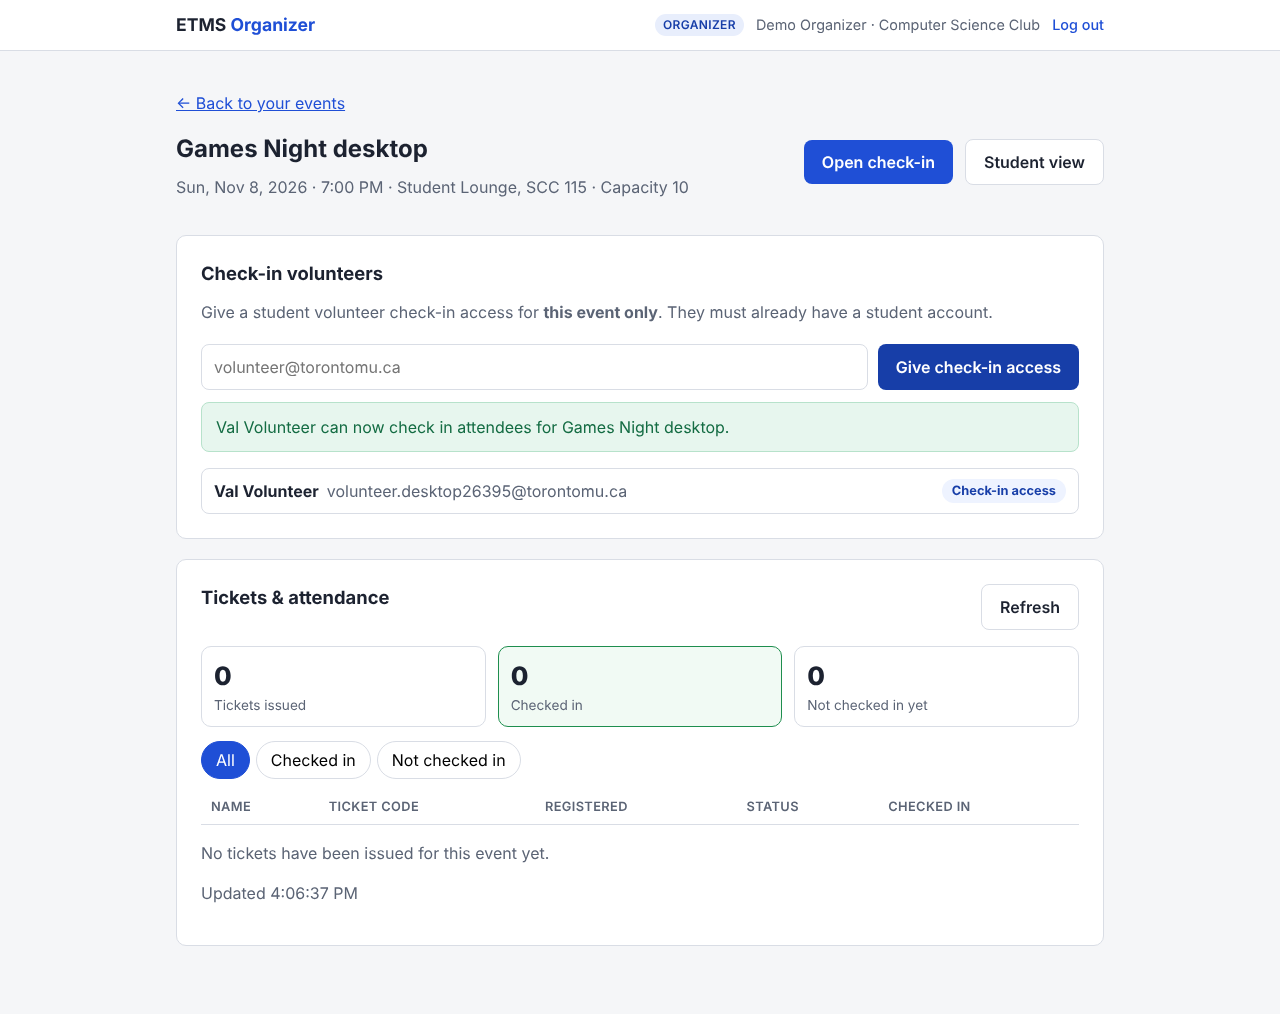 ETMS Organizer
ORGANIZER Demo Organizer · Computer Science Club Log out
← Back to your events
Games Night desktop
Sun, Nov 8, 2026 · 7:00 PM · Student Lounge, SCC 115 · Capacity 10
Open check-in Student view
Check-in volunteers
Give a student volunteer check-in access for this event only. They must already have a student account.
volunteer@torontomu.ca Give check-in access
Val Volunteer can now check in attendees for Games Night desktop.
Val Volunteer volunteer.desktop26395@torontomu.ca Check-in access
Tickets & attendance Refresh
0 0 0
Tickets issued Checked in Not checked in yet
All Checked in Not checked in
NAME TICKET CODE REGISTERED STATUS CHECKED IN
No tickets have been issued for this event yet.
Updated 4:06:37 PM